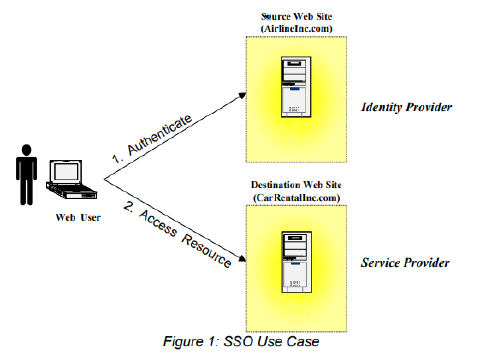 Source Web Site
(AirlineInc.com)
Identity Provider
1. Authenticate
Web User
2. Access Resource
Destination Web Site
(CarRentalInc.com)
Service Provider
Figure 1: SSO Use Case